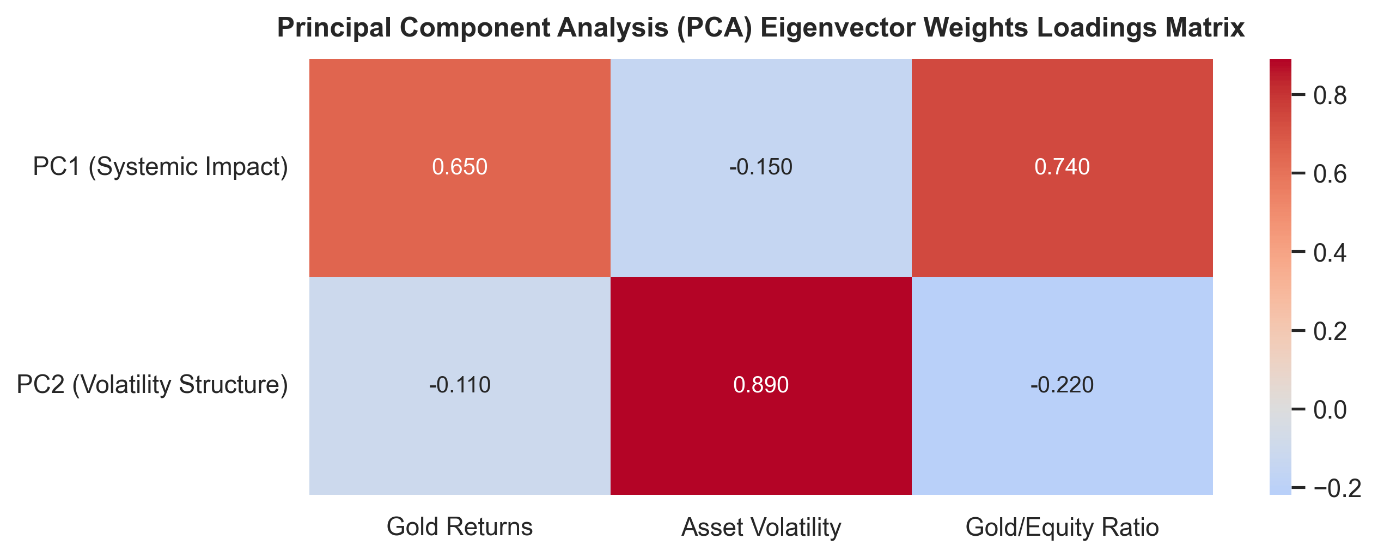 Principal Component Analysis (PCA) Eigenvector Weights Loadings Matrix
PC1 (Systemic Impact)
0.650
-0.150
0.740
PC2 (Volatility Structure)
-0.110
0.890
-0.220
Gold Returns
Asset Volatility
Gold/Equity Ratio
0.8
0.6
0.4
0.2
0.0
−0.2